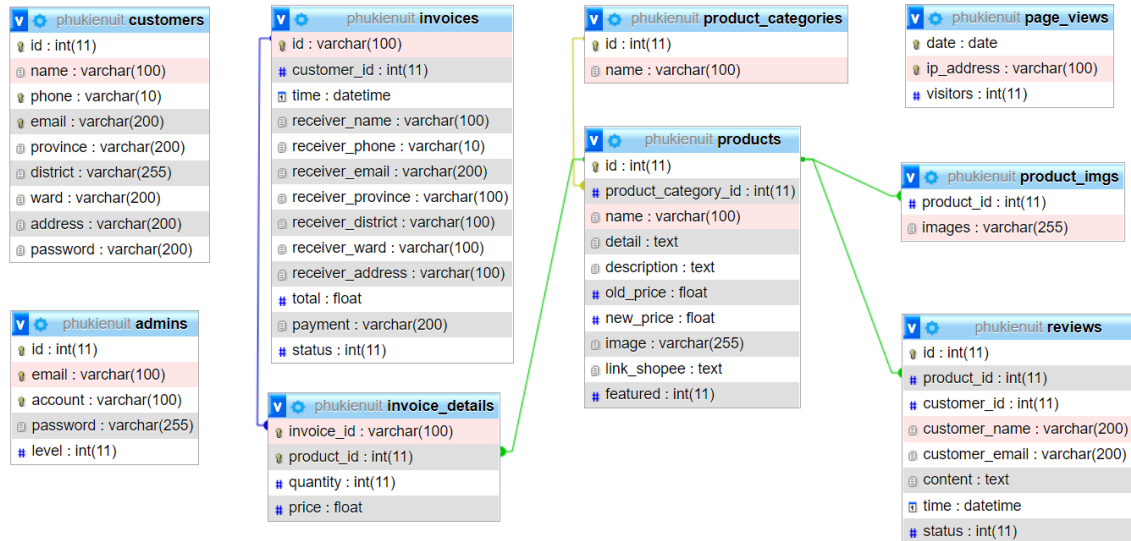 phukienuit customers
id : int(11)
name : varchar(100)
phone : varchar(10)
email : varchar(200)
province : varchar(200)
district : varchar(255)
ward : varchar(200)
address : varchar(200)
password : varchar(200)
phukienuit admins
id : int(11)
email : varchar(100)
account : varchar(100)
password : varchar(255)
level : int(11)
phukienuit invoices
id : varchar(100)
customer_id : int(11)
time : datetime
receiver_name : varchar(100)
receiver_phone : varchar(10)
receiver_email : varchar(200)
receiver_province : varchar(100)
receiver_district : varchar(100)
receiver_ward : varchar(100)
receiver_address : varchar(100)
total : float
payment : varchar(200)
status : int(11)
phukienuit invoice_details
invoice_id : varchar(100)
product_id : int(11)
quantity : int(11)
price : float
phukienuit product_categories
id : int(11)
name : varchar(100)
phukienuit products
id : int(11)
product_category_id : int(11)
name : varchar(100)
detail : text
description : text
old_price : float
new_price : float
image : varchar(255)
link_shopee : text
featured : int(11)
phukienuit page_views
date : date
ip_address : varchar(100)
visitors : int(11)
phukienuit product_imgs
product_id : int(11)
images : varchar(255)
phukienuit reviews
id : int(11)
product_id : int(11)
customer_id : int(11)
customer_name : varchar(200)
customer_email : varchar(200)
content : text
time : datetime
status : int(11)